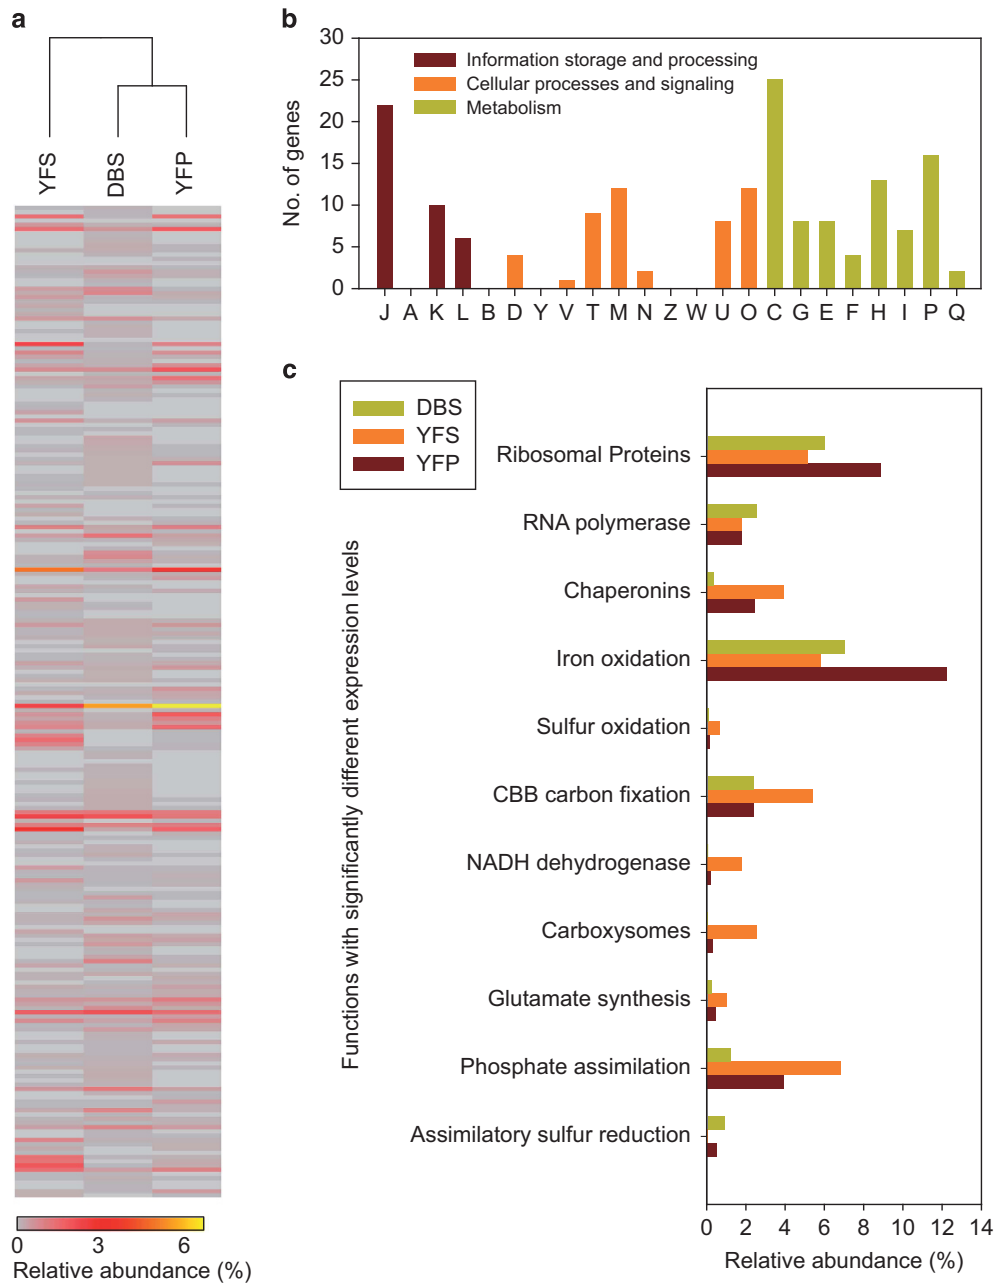 a
YFS
DBS
YFP
0
3
6
Relative abundance (%)
b
30
25
20
15
10
5
0
No. of genes
Information storage and processing
Cellular processes and signaling
Metabolism
J A K L B D Y V T M N Z W U O C G E F H I P Q
c
DBS
YFS
YFP
Functions with significantly different expression levels
Ribosomal Proteins
RNA polymerase
Chaperonins
Iron oxidation
Sulfur oxidation
CBB carbon fixation
NADH dehydrogenase
Carboxysomes
Glutamate synthesis
Phosphate assimilation
Assimilatory sulfur reduction
0 2 4 6 8 10 12 14
Relative abundance (%)